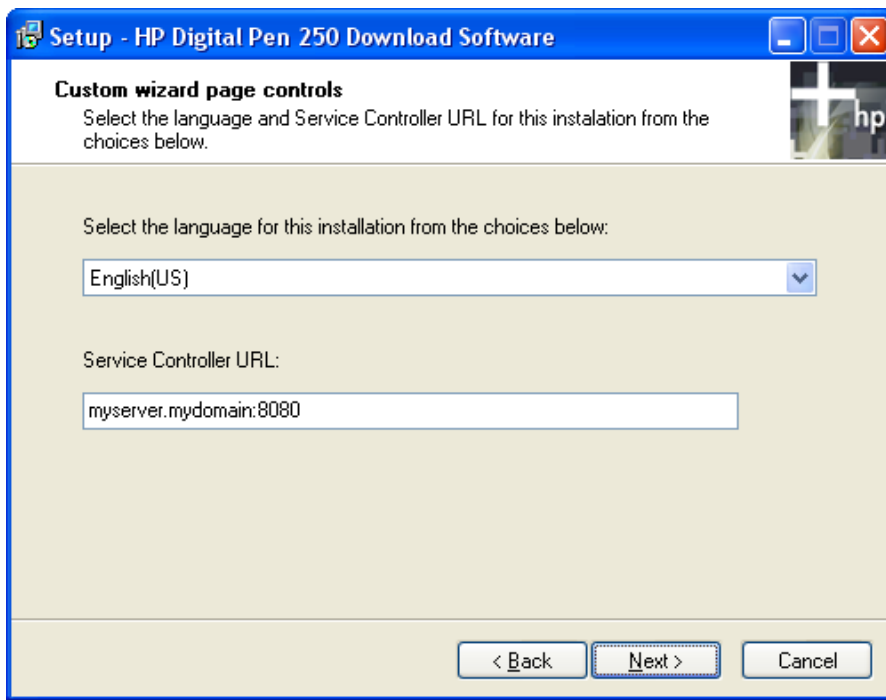 Setup - HP Digital Pen 250 Download Software
Custom wizard page controls
Select the language and Service Controller URL for this instalation from the
choices below.
hp
Select the language for this installation from the choices below:
English(US)
Service Controller URL:
myserver.mydomain:8080
< Back
Next >
Cancel